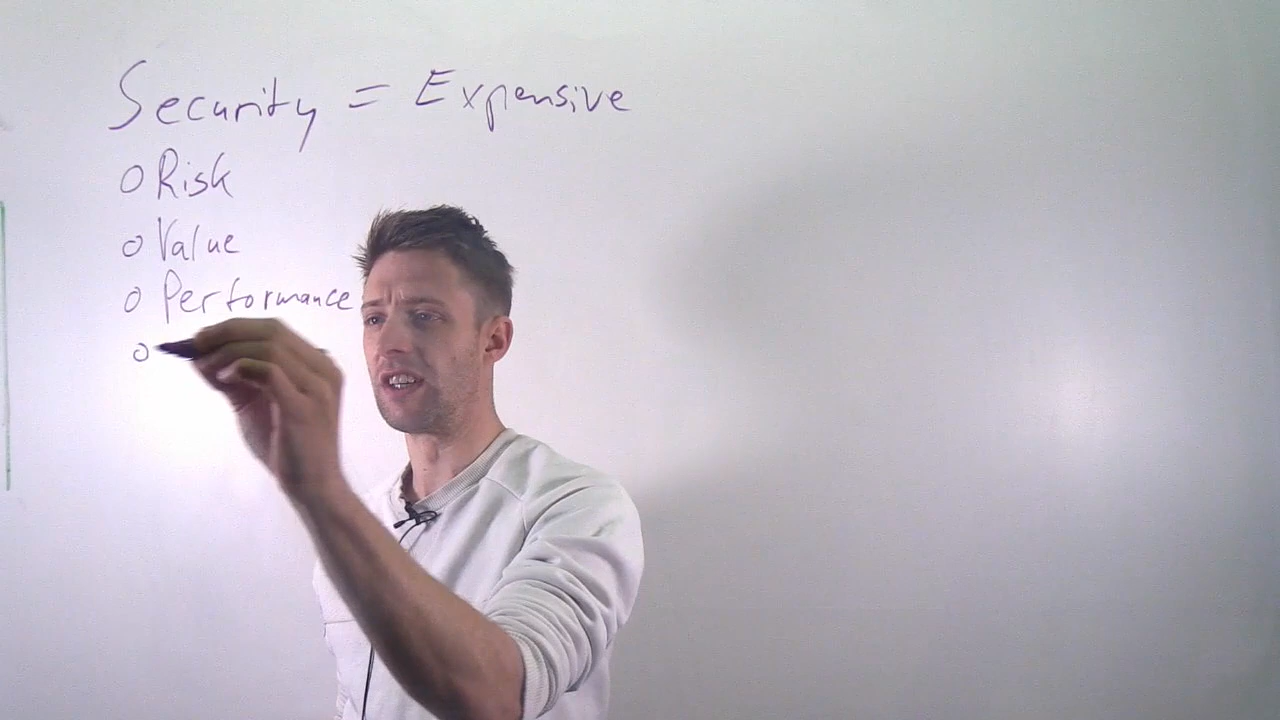 Security = Expensive
o Risk
o Value
o Performance
o